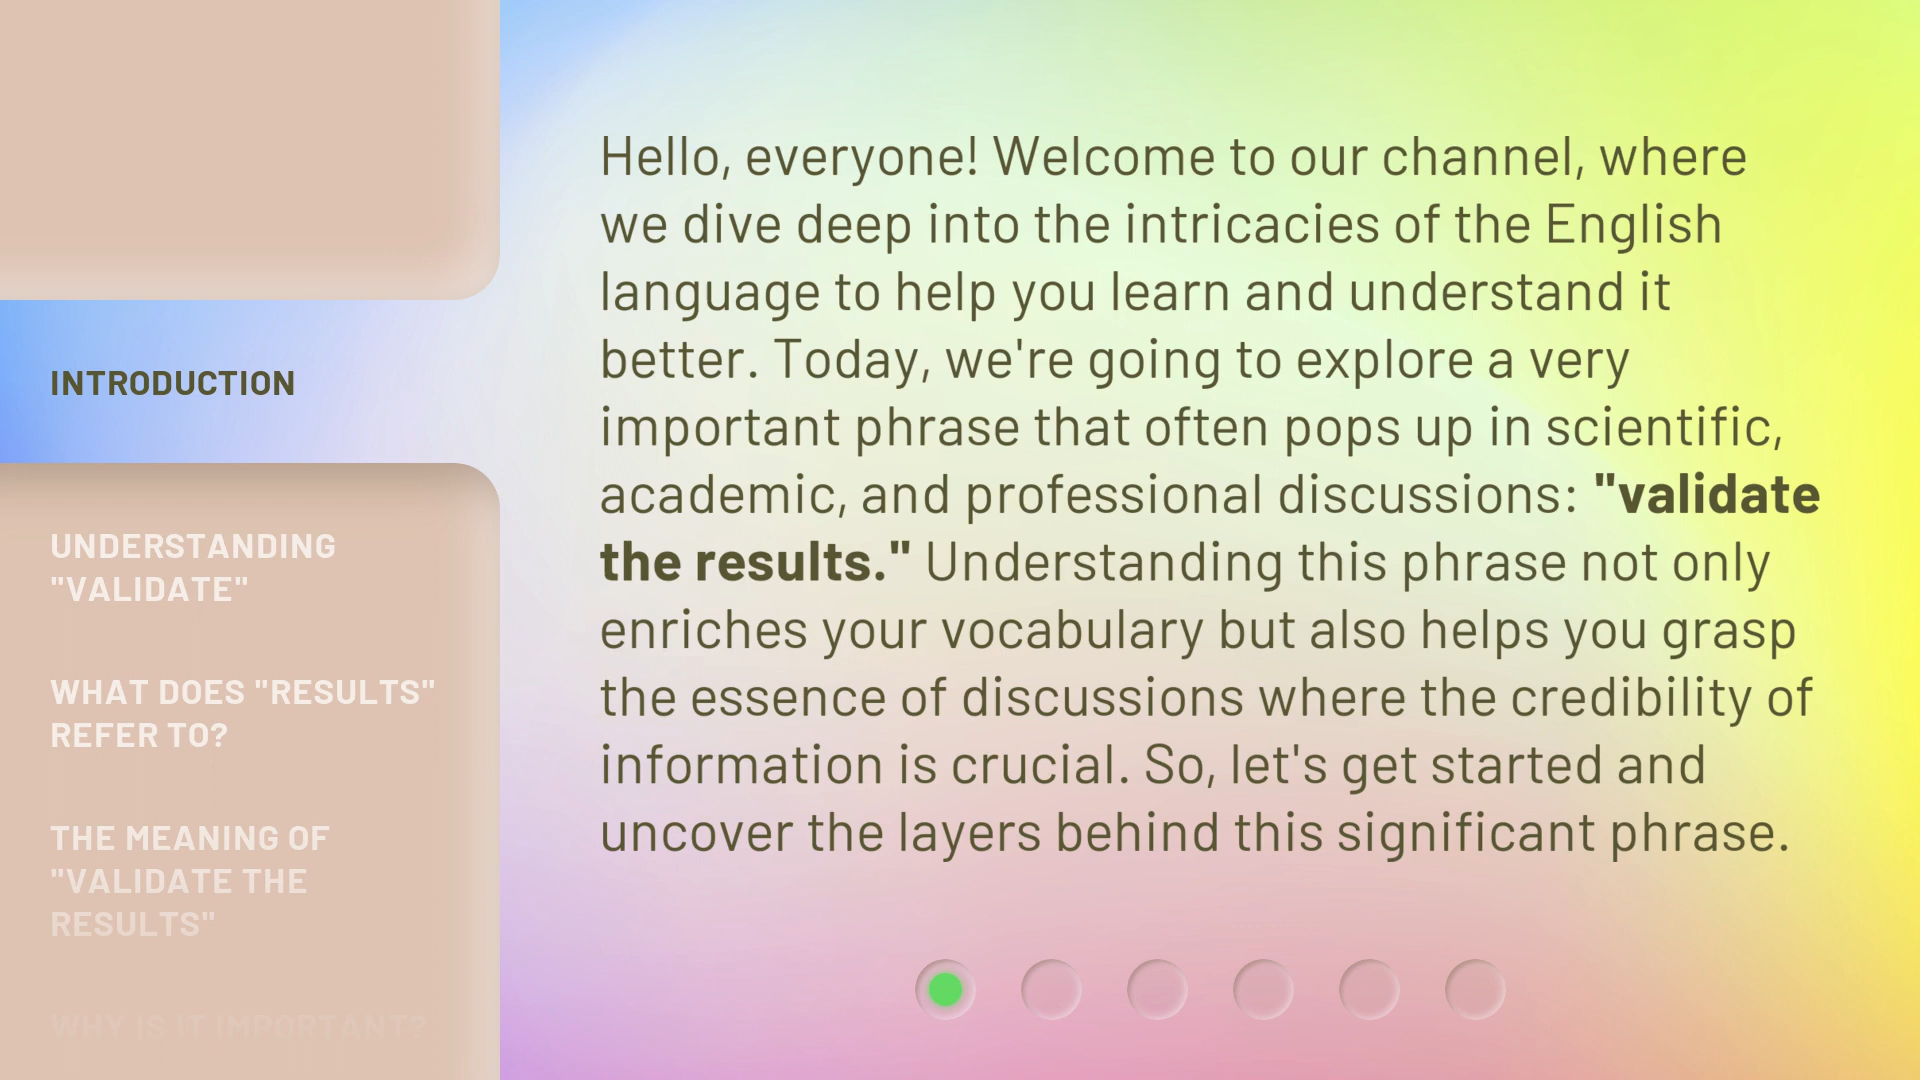 INTRODUCTION
UNDERSTANDING
"VALIDATE"
WHAT DOES "RESULTS"
REFER TO?
THE MEANING OF
"VALIDATE THE
RESULTS"
WHY IS IT IMPORTANT?
Hello, everyone! Welcome to our channel, where
we dive deep into the intricacies of the English
language to help you learn and understand it
better. Today, we're going to explore a very
important phrase that often pops up in scientific,
academic, and professional discussions: "validate
the results." Understanding this phrase not only
enriches your vocabulary but also helps you grasp
the essence of discussions where the credibility of
information is crucial. So, let's get started and
uncover the layers behind this significant phrase.